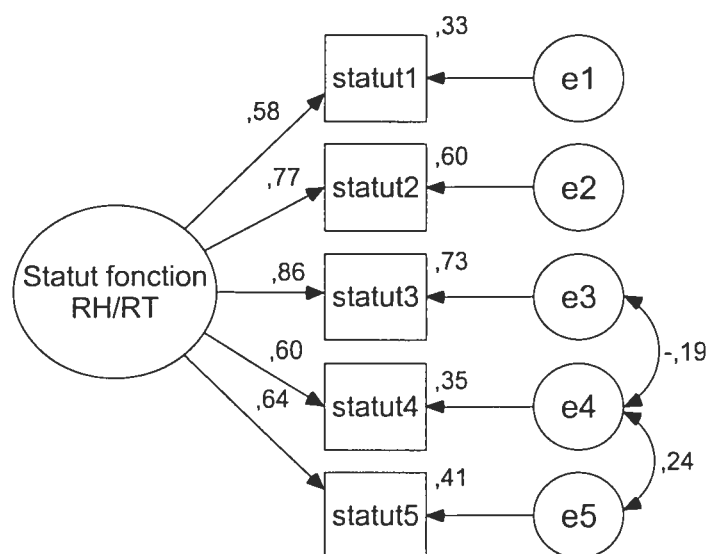 ,33
statut1
e1
,58
,60
,77
statut2
e2
Statut fonction
RH/RT
,86
,73
statut3
e3
-,19
,60
,35
statut4
e4
,64
,24
,41
statut5
e5